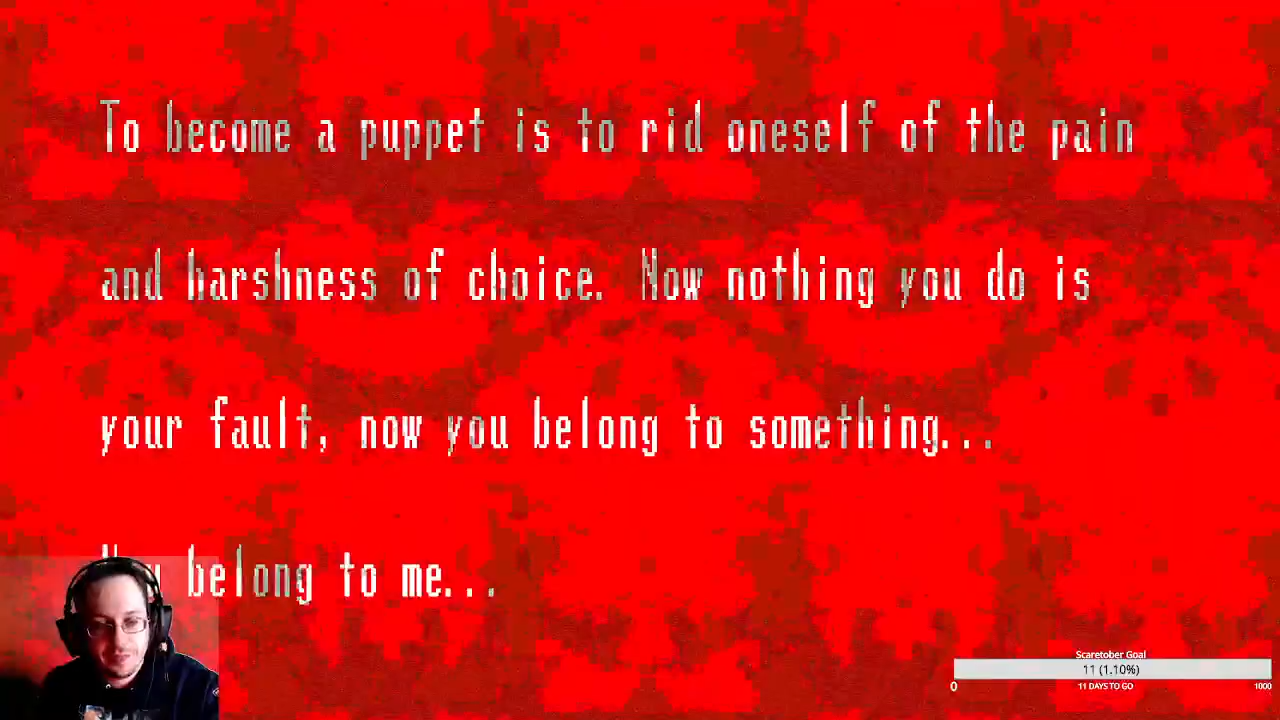 To become a puppet is to rid oneself of the pain
and harshness of choice. Now nothing you do is
your fault, now you belong to something...
belong to me...
Scaretober Goal
11 (1.10%)
0 11 DAYS TO GO 1000